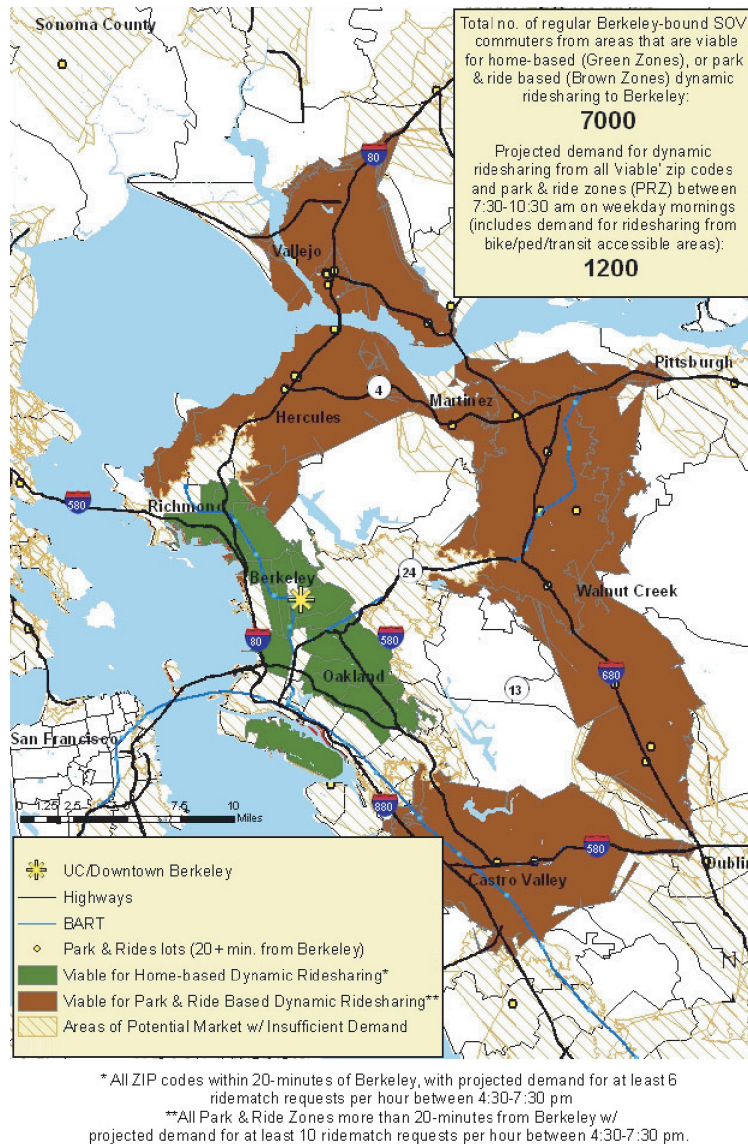 Sonoma County
Total no. of regular Berkeley-bound SOV
commuters from areas that are viable
for home-based (Green Zones), or park
& ride based (Brown Zones) dynamic
ridesharing to Berkeley:
7000
Projected demand for dynamic
ridesharing from all 'viable' zip codes
and park & ride zones (PRZ) between
7:30-10:30 am on weekday mornings
(includes demand for ridesharing from
bike/ped/transit accessible areas):
1200
80
Vallejo
Pittsburgh
4
Martinez
Hercules
580
Richmond
Berkeley
24
Walnut Creek
80
580
Oakland
680
13
San Francisco
0 1.25 2.5 5 7.5 10
Miles
880
580
Dublin
Castro Valley
N
UC/Downtown Berkeley
Highways
BART
Park & Rides lots (20+ min. from Berkeley)
Viable for Home-based Dynamic Ridesharing*
Viable for Park & Ride Based Dynamic Ridesharing**
Areas of Potential Market w/ Insufficient Demand
* All ZIP codes within 20-minutes of Berkeley, with projected demand for at least 6
ridematch requests per hour between 4:30-7:30 pm
**All Park & Ride Zones more than 20-minutes from Berkeley w/
projected demand for at least 10 ridematch requests per hour between 4:30-7:30 pm.